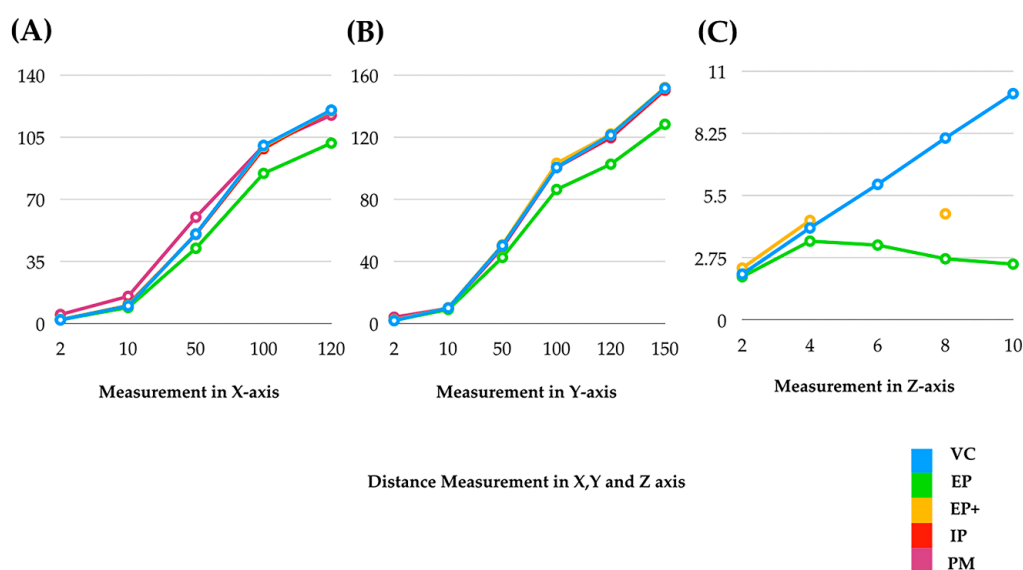 (A)
140
105
70
35
0
2 10 50 100 120
Measurement in X-axis
(B)
160
120
80
40
0
2 10 50 100 120 150
Measurement in Y-axis
(C)
11
8.25
5.5
2.75
0
2 4 6 8 10
Measurement in Z-axis
Distance Measurement in X,Y and Z axis
VC
EP
EP+
IP
PM